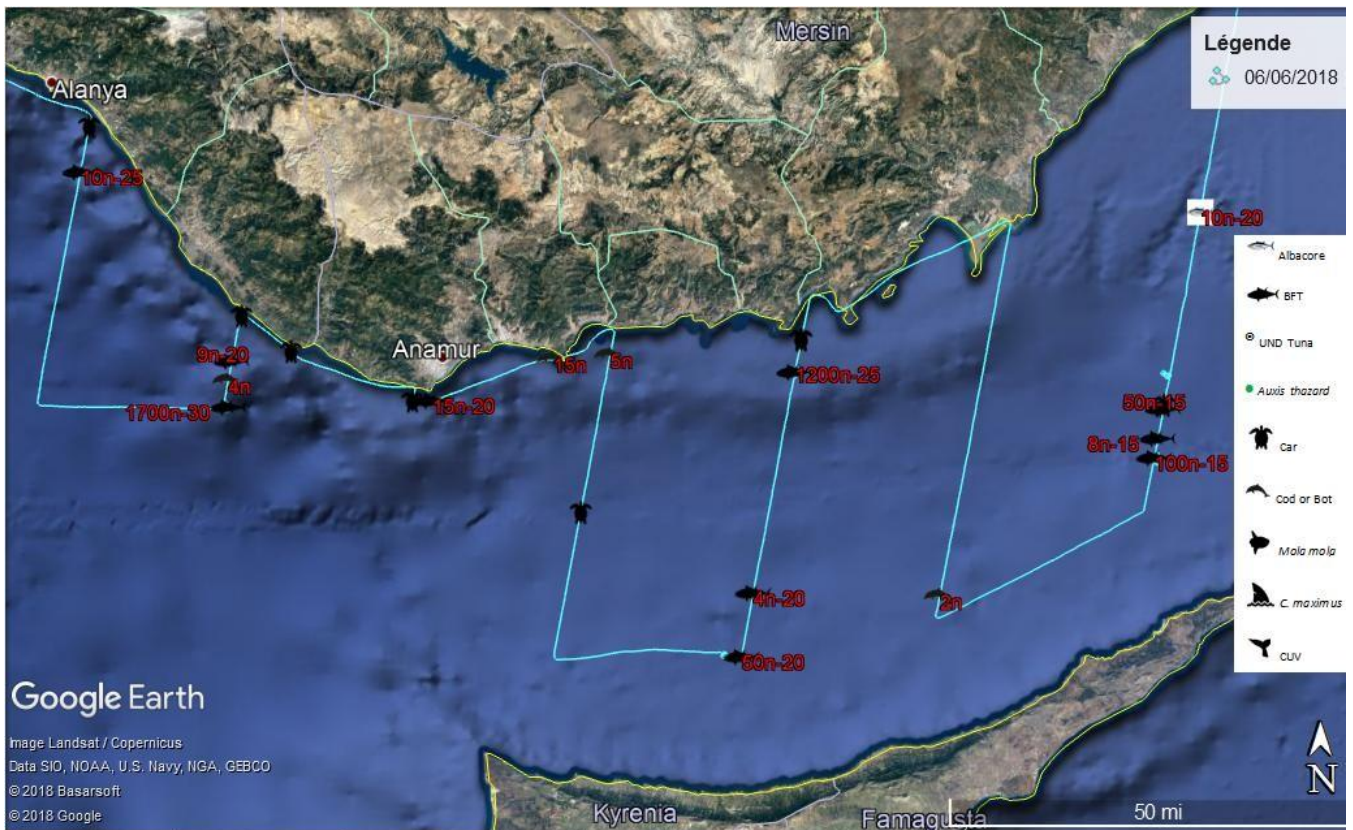 Mersin
Légende
06/06/2018
Alanya
10n-25
10n-20
Albacore
BFT
UND Tuna
Auxis thazard
Car
Cod or Bot
Mola mola
C. maximus
CUV
Anamur
9n-20
4n
1700n-30
15n-20
15n
5n
1200n-25
50n-15
8n-15
100n-15
4n-20
2n
50n-20
Google Earth
Image Landsat / Copernicus
Data SIO, NOAA, U.S. Navy, NGA, GEBCO
© 2018 Basarsoft
© 2018 Google
Kyrenia
Famagusta
50 mi
N